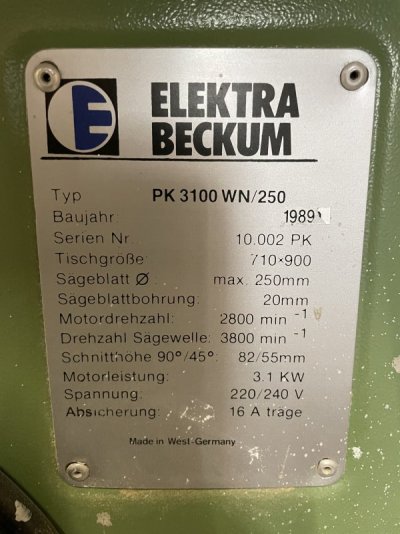 E
ELEKTRA
BECKUM
Typ PK 3100 WN/250
Baujahr: 1989
Serien Nr. 10.002 PK
Tischgröße: 710×900
Sägeblatt Ø: max. 250mm
Sägeblattbohrung: 20mm
Motordrehzahl: 2800 min⁻¹
Drehzahl Sägewelle: 3800 min⁻¹
Schnitthöhe 90°/45°: 82/55mm
Motorleistung: 3.1 KW
Spannung: 220/240 V
Absicherung: 16 A träge
Made in West-Germany